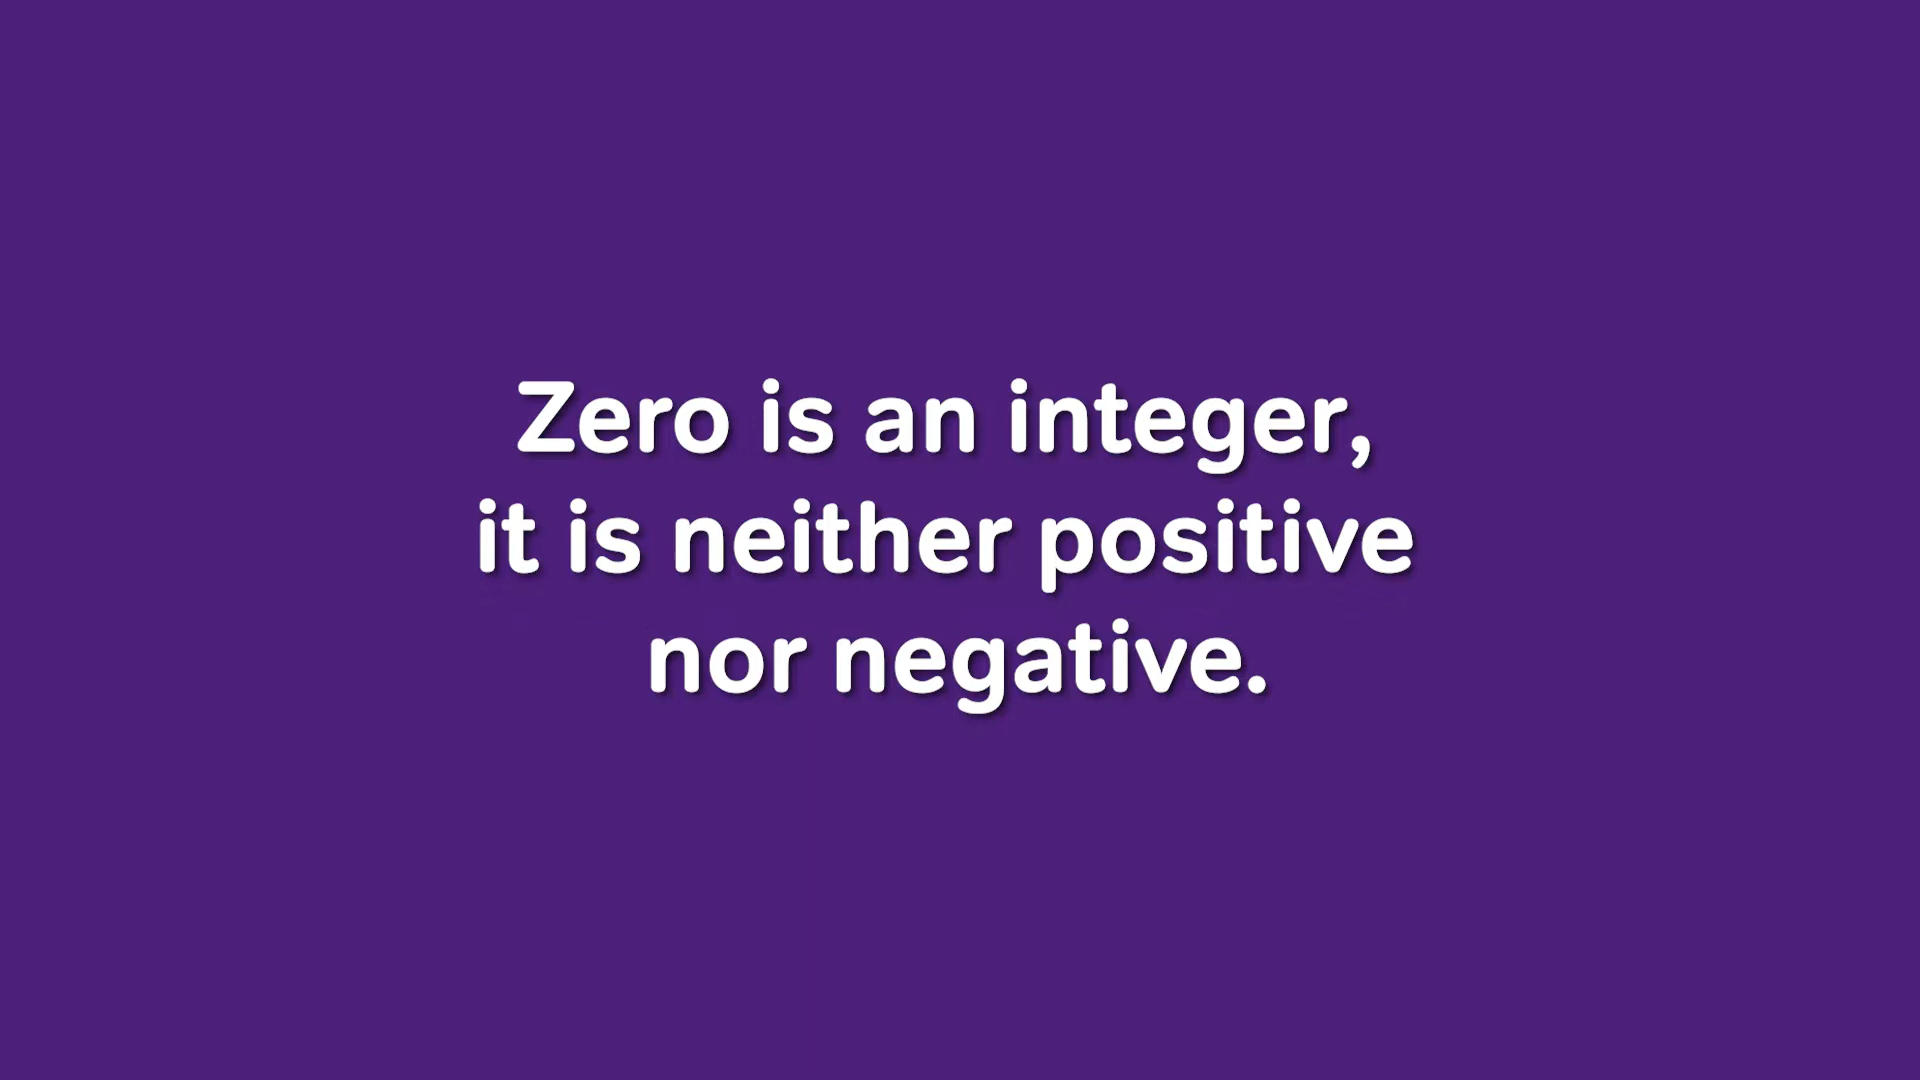 Zero is an integer,
it is neither positive
nor negative.